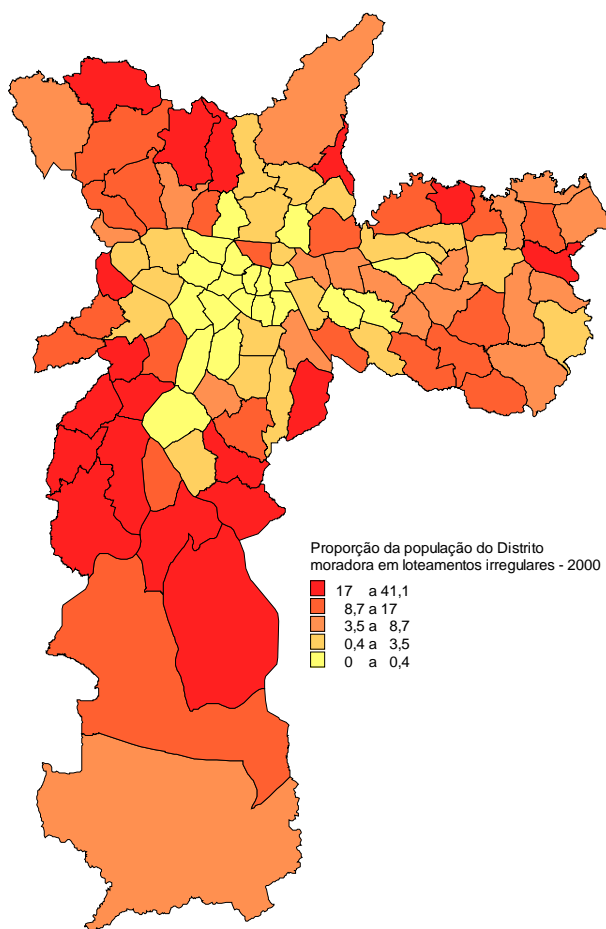 Proporção da população do Distrito
moradora em loteamentos irregulares - 2000
17 a 41,1
8,7 a 17
3,5 a 8,7
0,4 a 3,5
0 a 0,4